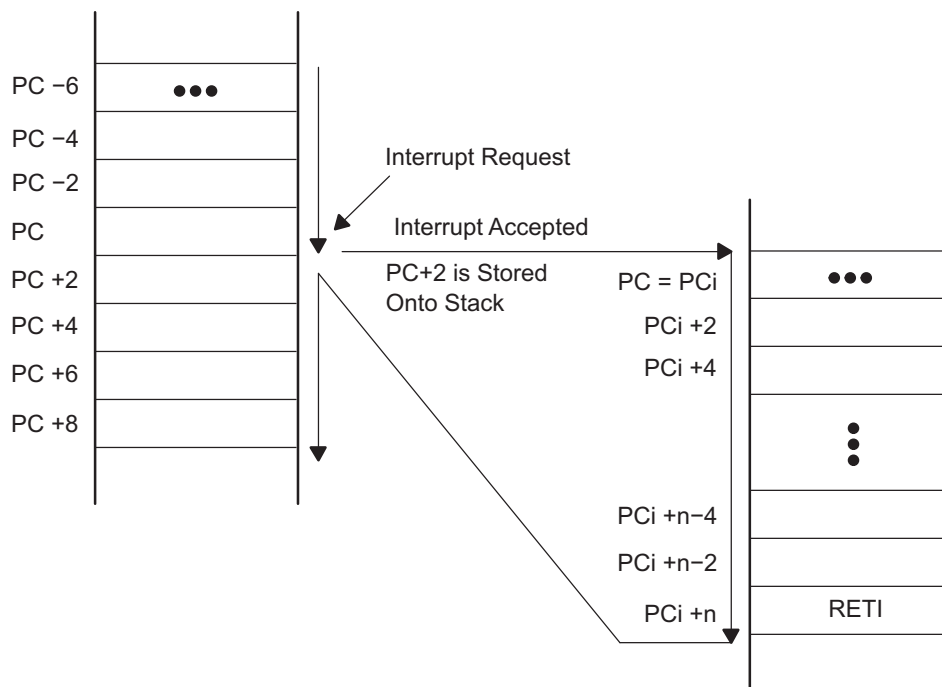 PC −6
PC −4
PC −2
PC
PC +2
PC +4
PC +6
PC +8
Interrupt Request
Interrupt Accepted
PC+2 is Stored
Onto Stack
PC = PCi
PCi +2
PCi +4
PCi +n−4
PCi +n−2
PCi +n
RETI